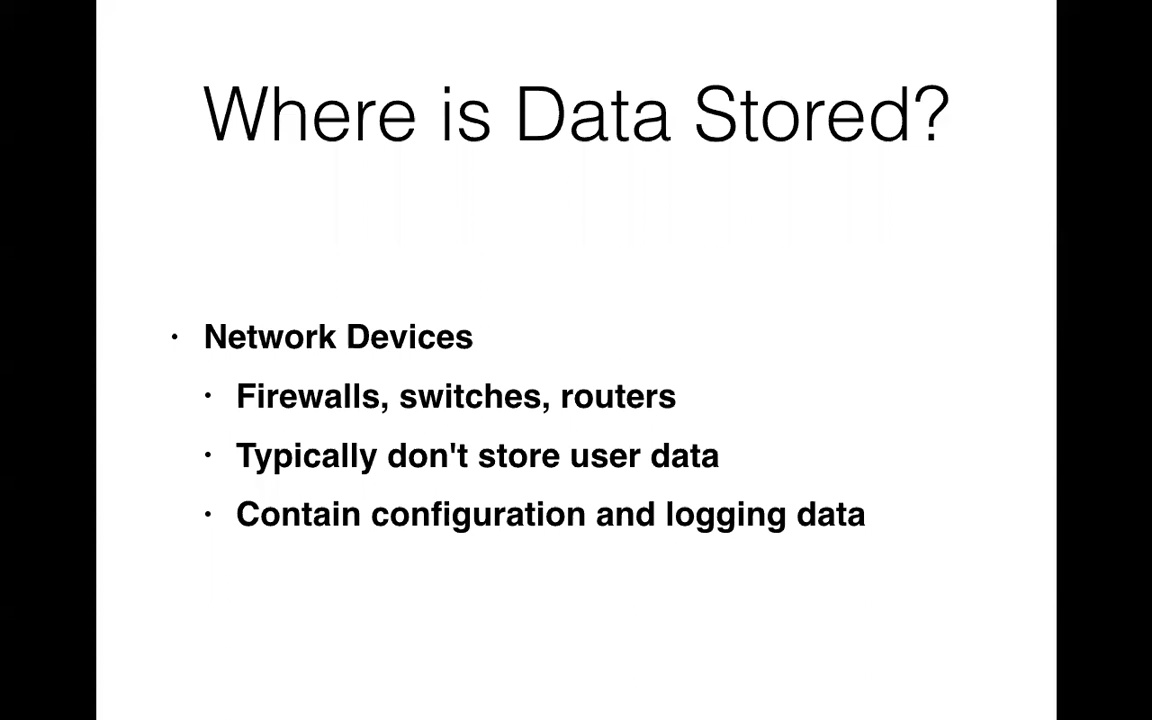 Where is Data Stored?
• Network Devices
• Firewalls, switches, routers
• Typically don't store user data
• Contain configuration and logging data